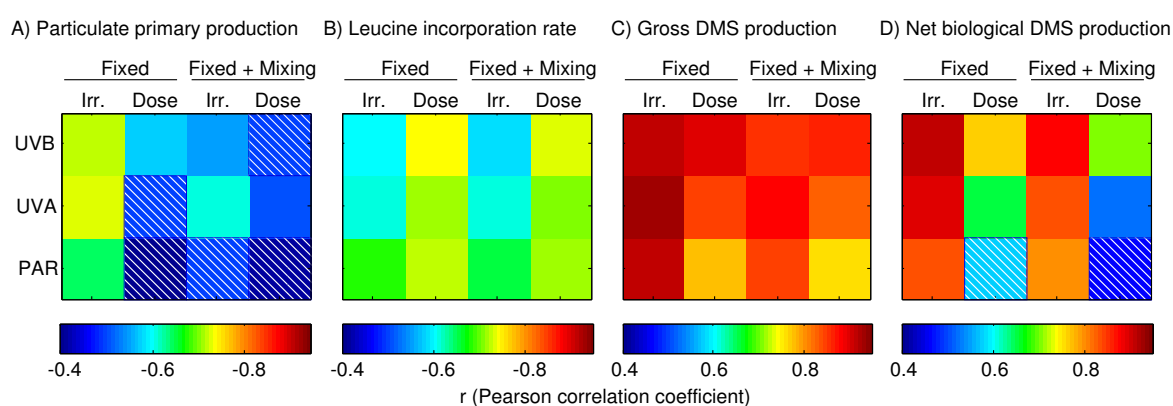 A) Particulate primary production B) Leucine incorporation rate C) Gross DMS production D) Net biological DMS production
Fixed Fixed + Mixing Fixed Fixed + Mixing Fixed Fixed + Mixing Fixed Fixed + Mixing
Irr. Dose Irr. Dose Irr. Dose Irr. Dose Irr. Dose Irr. Dose Irr. Dose Irr. Dose
UVB
UVA
PAR
-0.4 -0.6 -0.8 -0.4 -0.6 -0.8 0.4 0.6 0.8 0.4 0.6 0.8
r (Pearson correlation coefficient)